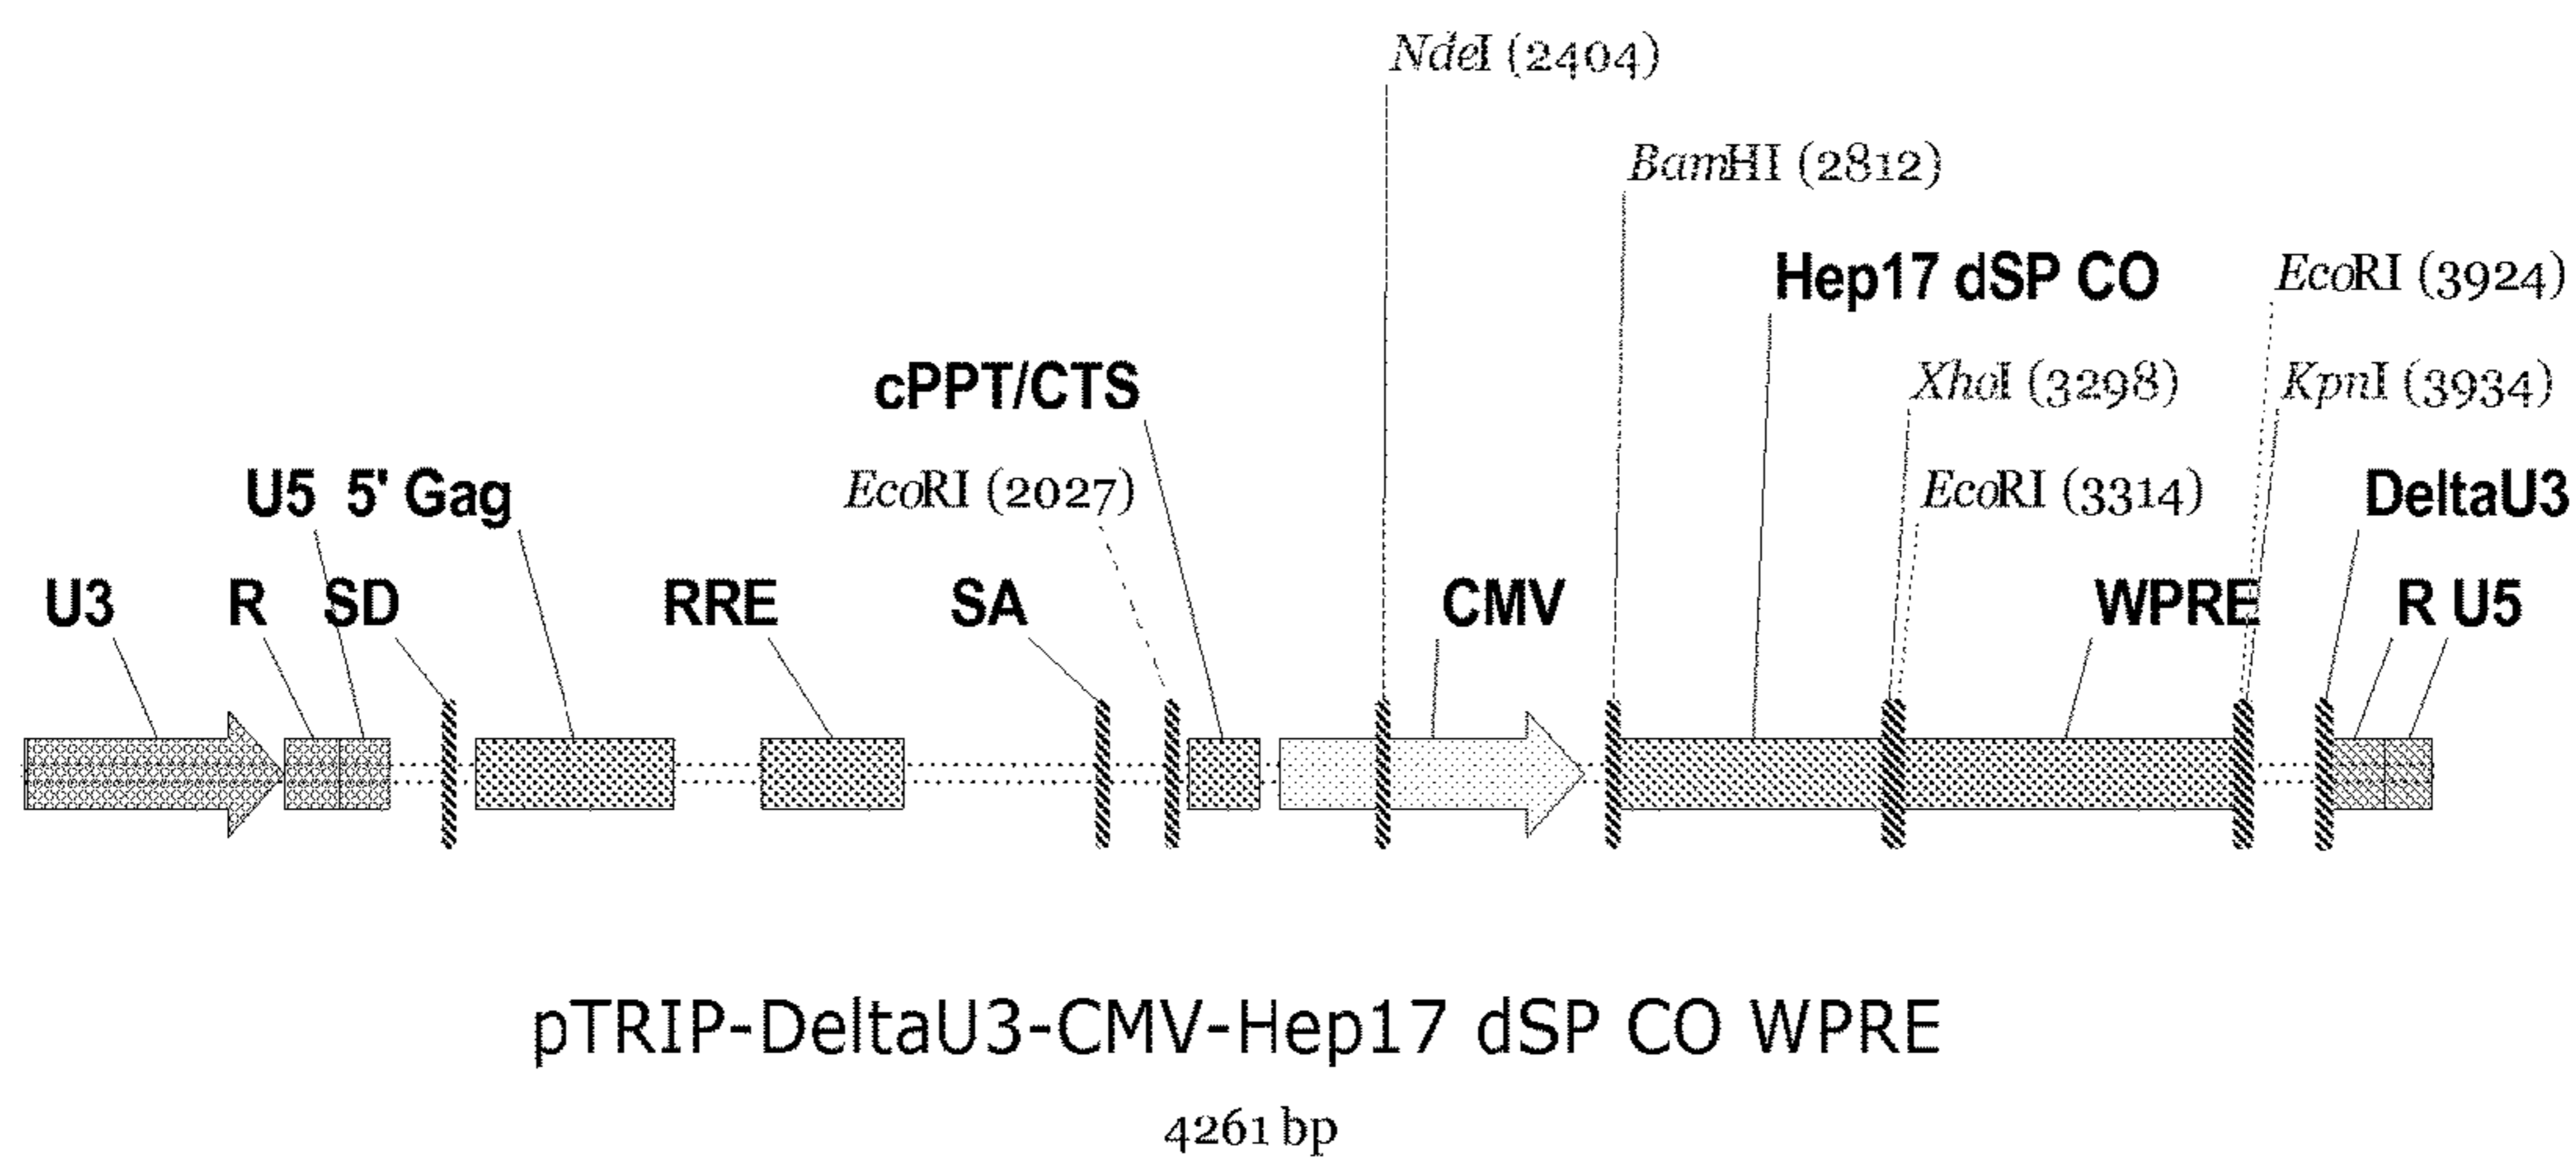 NdeI (2404)
BamHI (2812)
Hep17 dSP CO
EcoRI (3924)
cPPT/CTS
XhoI (3298)
KpnI (3934)
U5 5' Gag
EcoRI (2027)
EcoRI (3314)
DeltaU3
U3
R
SD
RRE
SA
CMV
WPRE
R U5
pTRIP-DeltaU3-CMV-Hep17 dSP CO WPRE
4261 bp